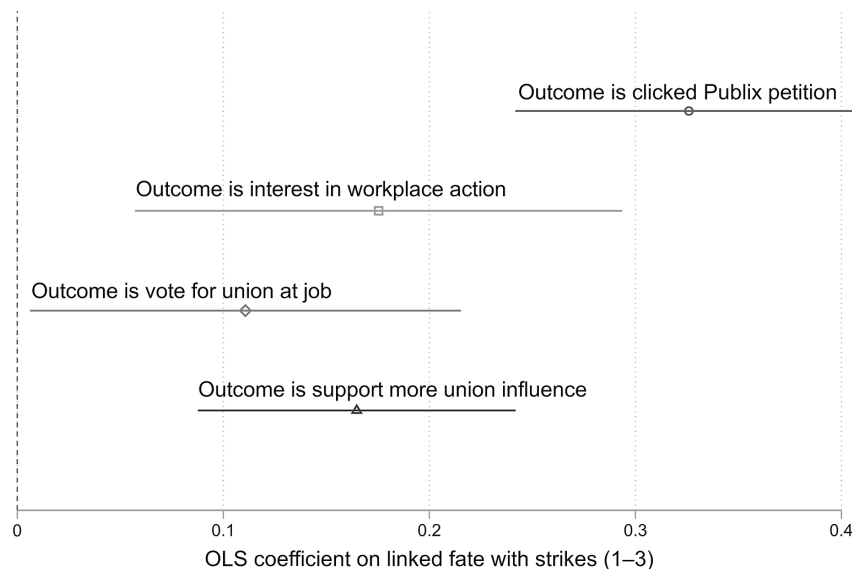 Outcome is clicked Publix petition
Outcome is interest in workplace action
Outcome is vote for union at job
Outcome is support more union influence
0 0.1 0.2 0.3 0.4
OLS coefficient on linked fate with strikes (1–3)